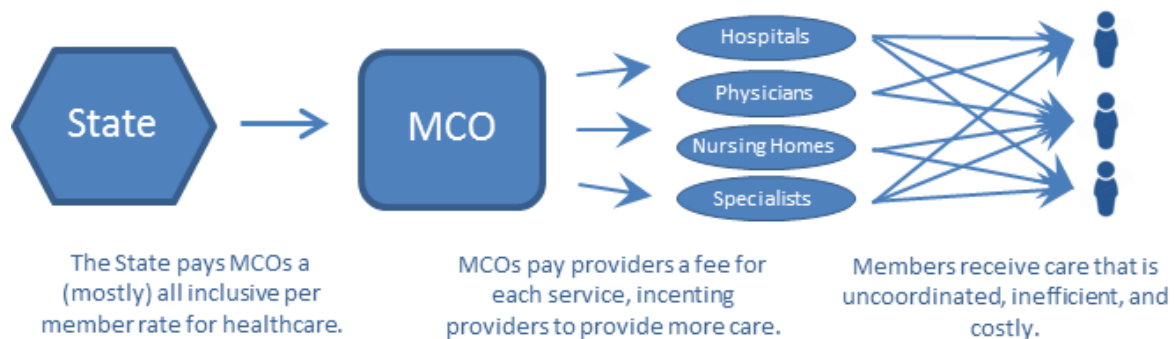 State
MCO
Hospitals
Physicians
Nursing Homes
Specialists
The State pays MCOs a
(mostly) all inclusive per
member rate for healthcare.
MCOs pay providers a fee for
each service, incenting
providers to provide more care.
Members receive care that is
uncoordinated, inefficient, and
costly.